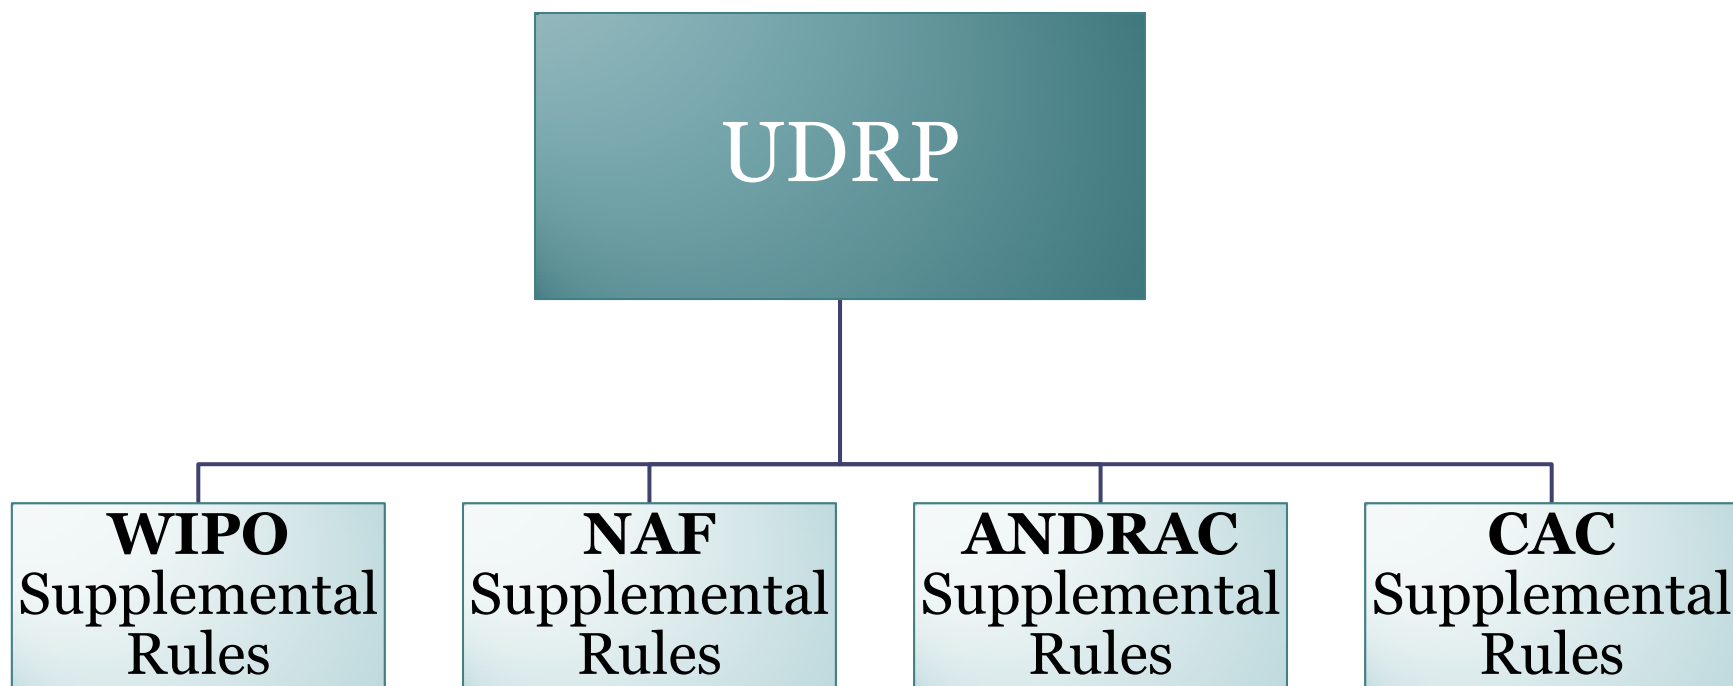 UDRP
WIPO
Supplemental
Rules
NAF
Supplemental
Rules
ANDRAC
Supplemental
Rules
CAC
Supplemental
Rules